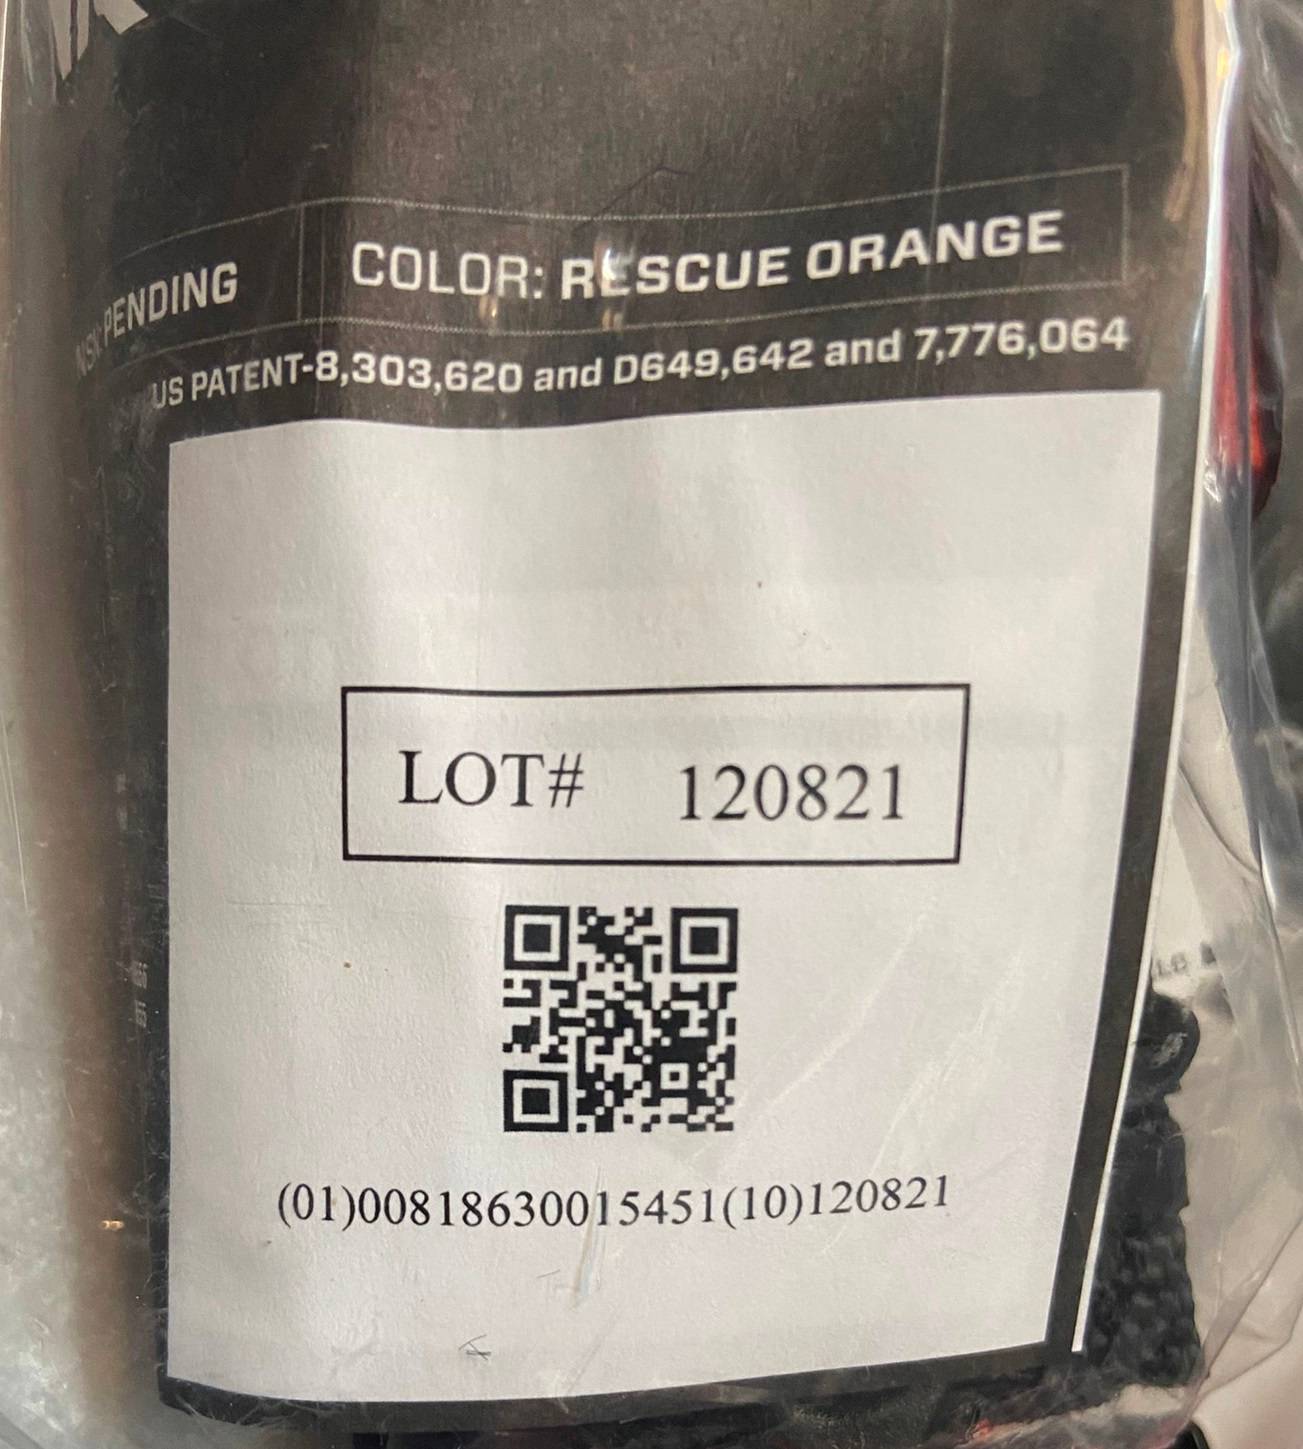 PENDING
COLOR: RESCUE ORANGE
US PATENT-8,303,620 and D649,642 and 7,776,064
LOT# 120821
(01)00818630015451(10)120821